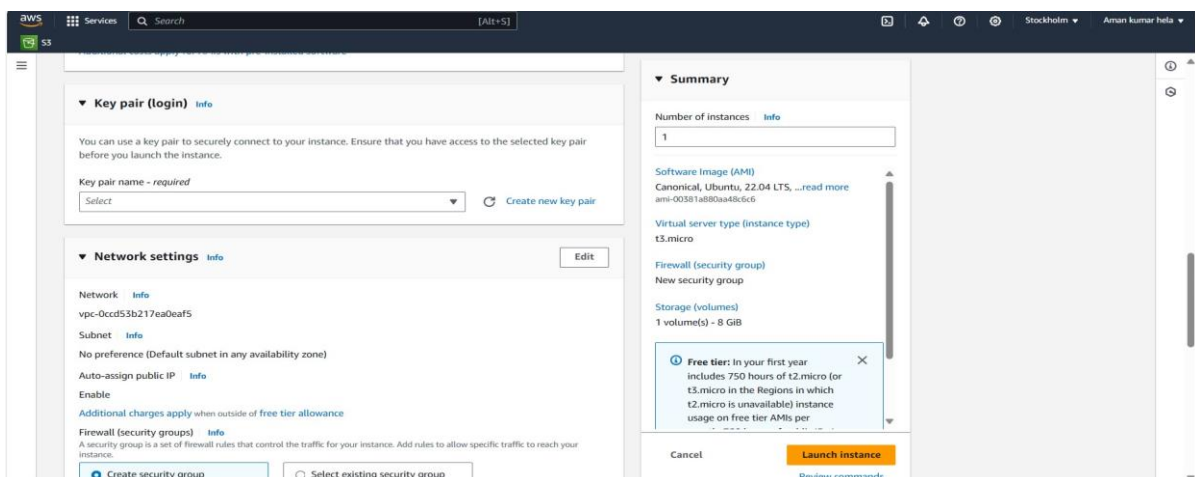 aws
Services
Search
[Alt+S]
Stockholm
Aman kumar hela
S3
Additional costs apply for AMIs with pre-installed software
Key pair (login) Info
You can use a key pair to securely connect to your instance. Ensure that you have access to the selected key pair
before you launch the instance.
Key pair name - required
Select
Create new key pair
Network settings Info
Edit
Network Info
vpc-0ccd53b217ea0eaf5
Subnet Info
No preference (Default subnet in any availability zone)
Auto-assign public IP Info
Enable
Additional charges apply when outside of free tier allowance
Firewall (security groups) Info
A security group is a set of firewall rules that control the traffic for your instance. Add rules to allow specific traffic to reach your
instance.
Create security group
Select existing security group
Summary
Number of instances Info
1
Software Image (AMI)
Canonical, Ubuntu, 22.04 LTS, ...read more
ami-00381a880aa48c6c6
Virtual server type (instance type)
t3.micro
Firewall (security group)
New security group
Storage (volumes)
1 volume(s) - 8 GiB
Free tier: In your first year
includes 750 hours of t2.micro (or
t3.micro in the Regions in which
t2.micro is unavailable) instance
usage on free tier AMIs per
Cancel
Launch instance
Review commands